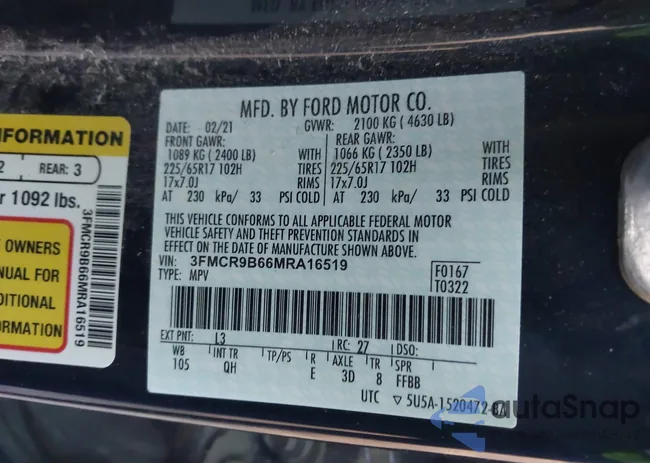 MFD. BY FORD MOTOR CO.
DATE: 02/21 GVWR: 2100 KG ( 4630 LB)
FRONT GAWR: REAR GAWR:
1089 KG ( 2400 LB) WITH 1066 KG ( 2350 LB) WITH
225/65R17 102H TIRES 225/65R17 102H TIRES
17x7.0J RIMS 17x7.0J RIMS
AT 230 kPa/ 33 PSI COLD AT 230 kPa/ 33 PSI COLD
THIS VEHICLE CONFORMS TO ALL APPLICABLE FEDERAL MOTOR
VEHICLE SAFETY AND THEFT PREVENTION STANDARDS IN
EFFECT ON THE DATE OF MANUFACTURE SHOWN ABOVE.
VIN: 3FMCR9B66MRA16519
TYPE: MPV
F0167
T0322
EXT PNT: L3 RC: 27 DSO:
WB INT TR TP/PS R AXLE TR SPR
105 QH E 3D 8 FFBB
UTC ▽ 5U5A-1520472-
INFORMATION
2 REAR: 3
r 1092 lbs.
OWNERS
NUAL FOR
DITIONAL
ORMATION
3FMCR9B66MRA16519
autoSnap